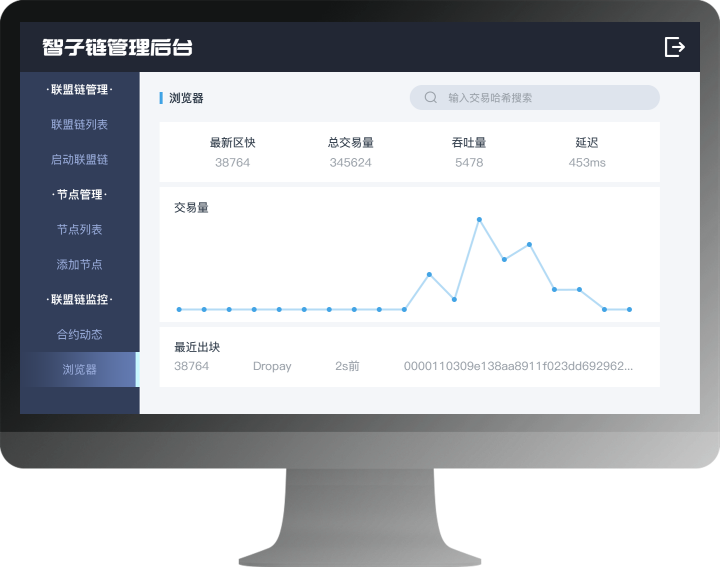 智子链管理后台
·联盟链管理·
联盟链列表
启动联盟链
·节点管理·
节点列表
添加节点
·联盟链监控·
合约动态
浏览器
浏览器
输入交易哈希搜索
最新区快 总交易量 吞吐量 延迟
38764 345624 5478 453ms
交易量
最近出块
38764 Dropay 2s前 0000110309e138aa8911f023dd692962...